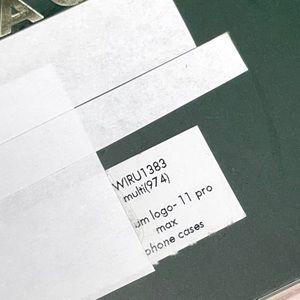 WIRU1383
multi(974)
um logo-11 pro
max
phone cases